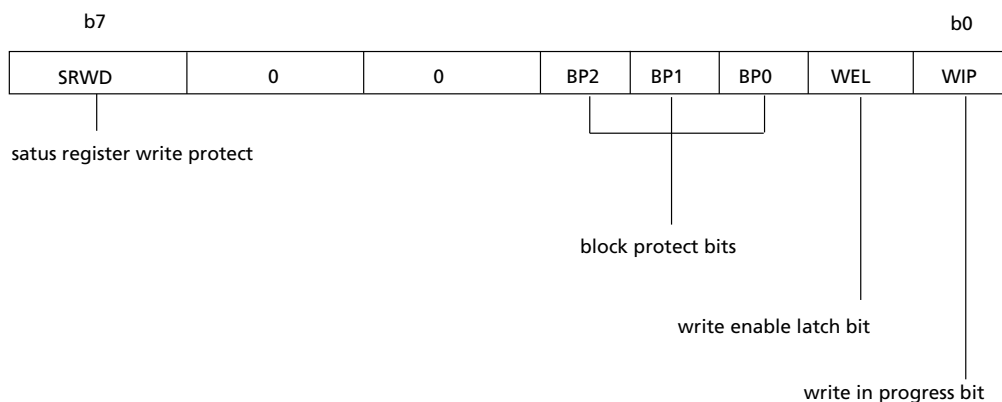 b7 b0
SRWD 0 0 BP2 BP1 BP0 WEL WIP
satus register write protect
block protect bits
write enable latch bit
write in progress bit